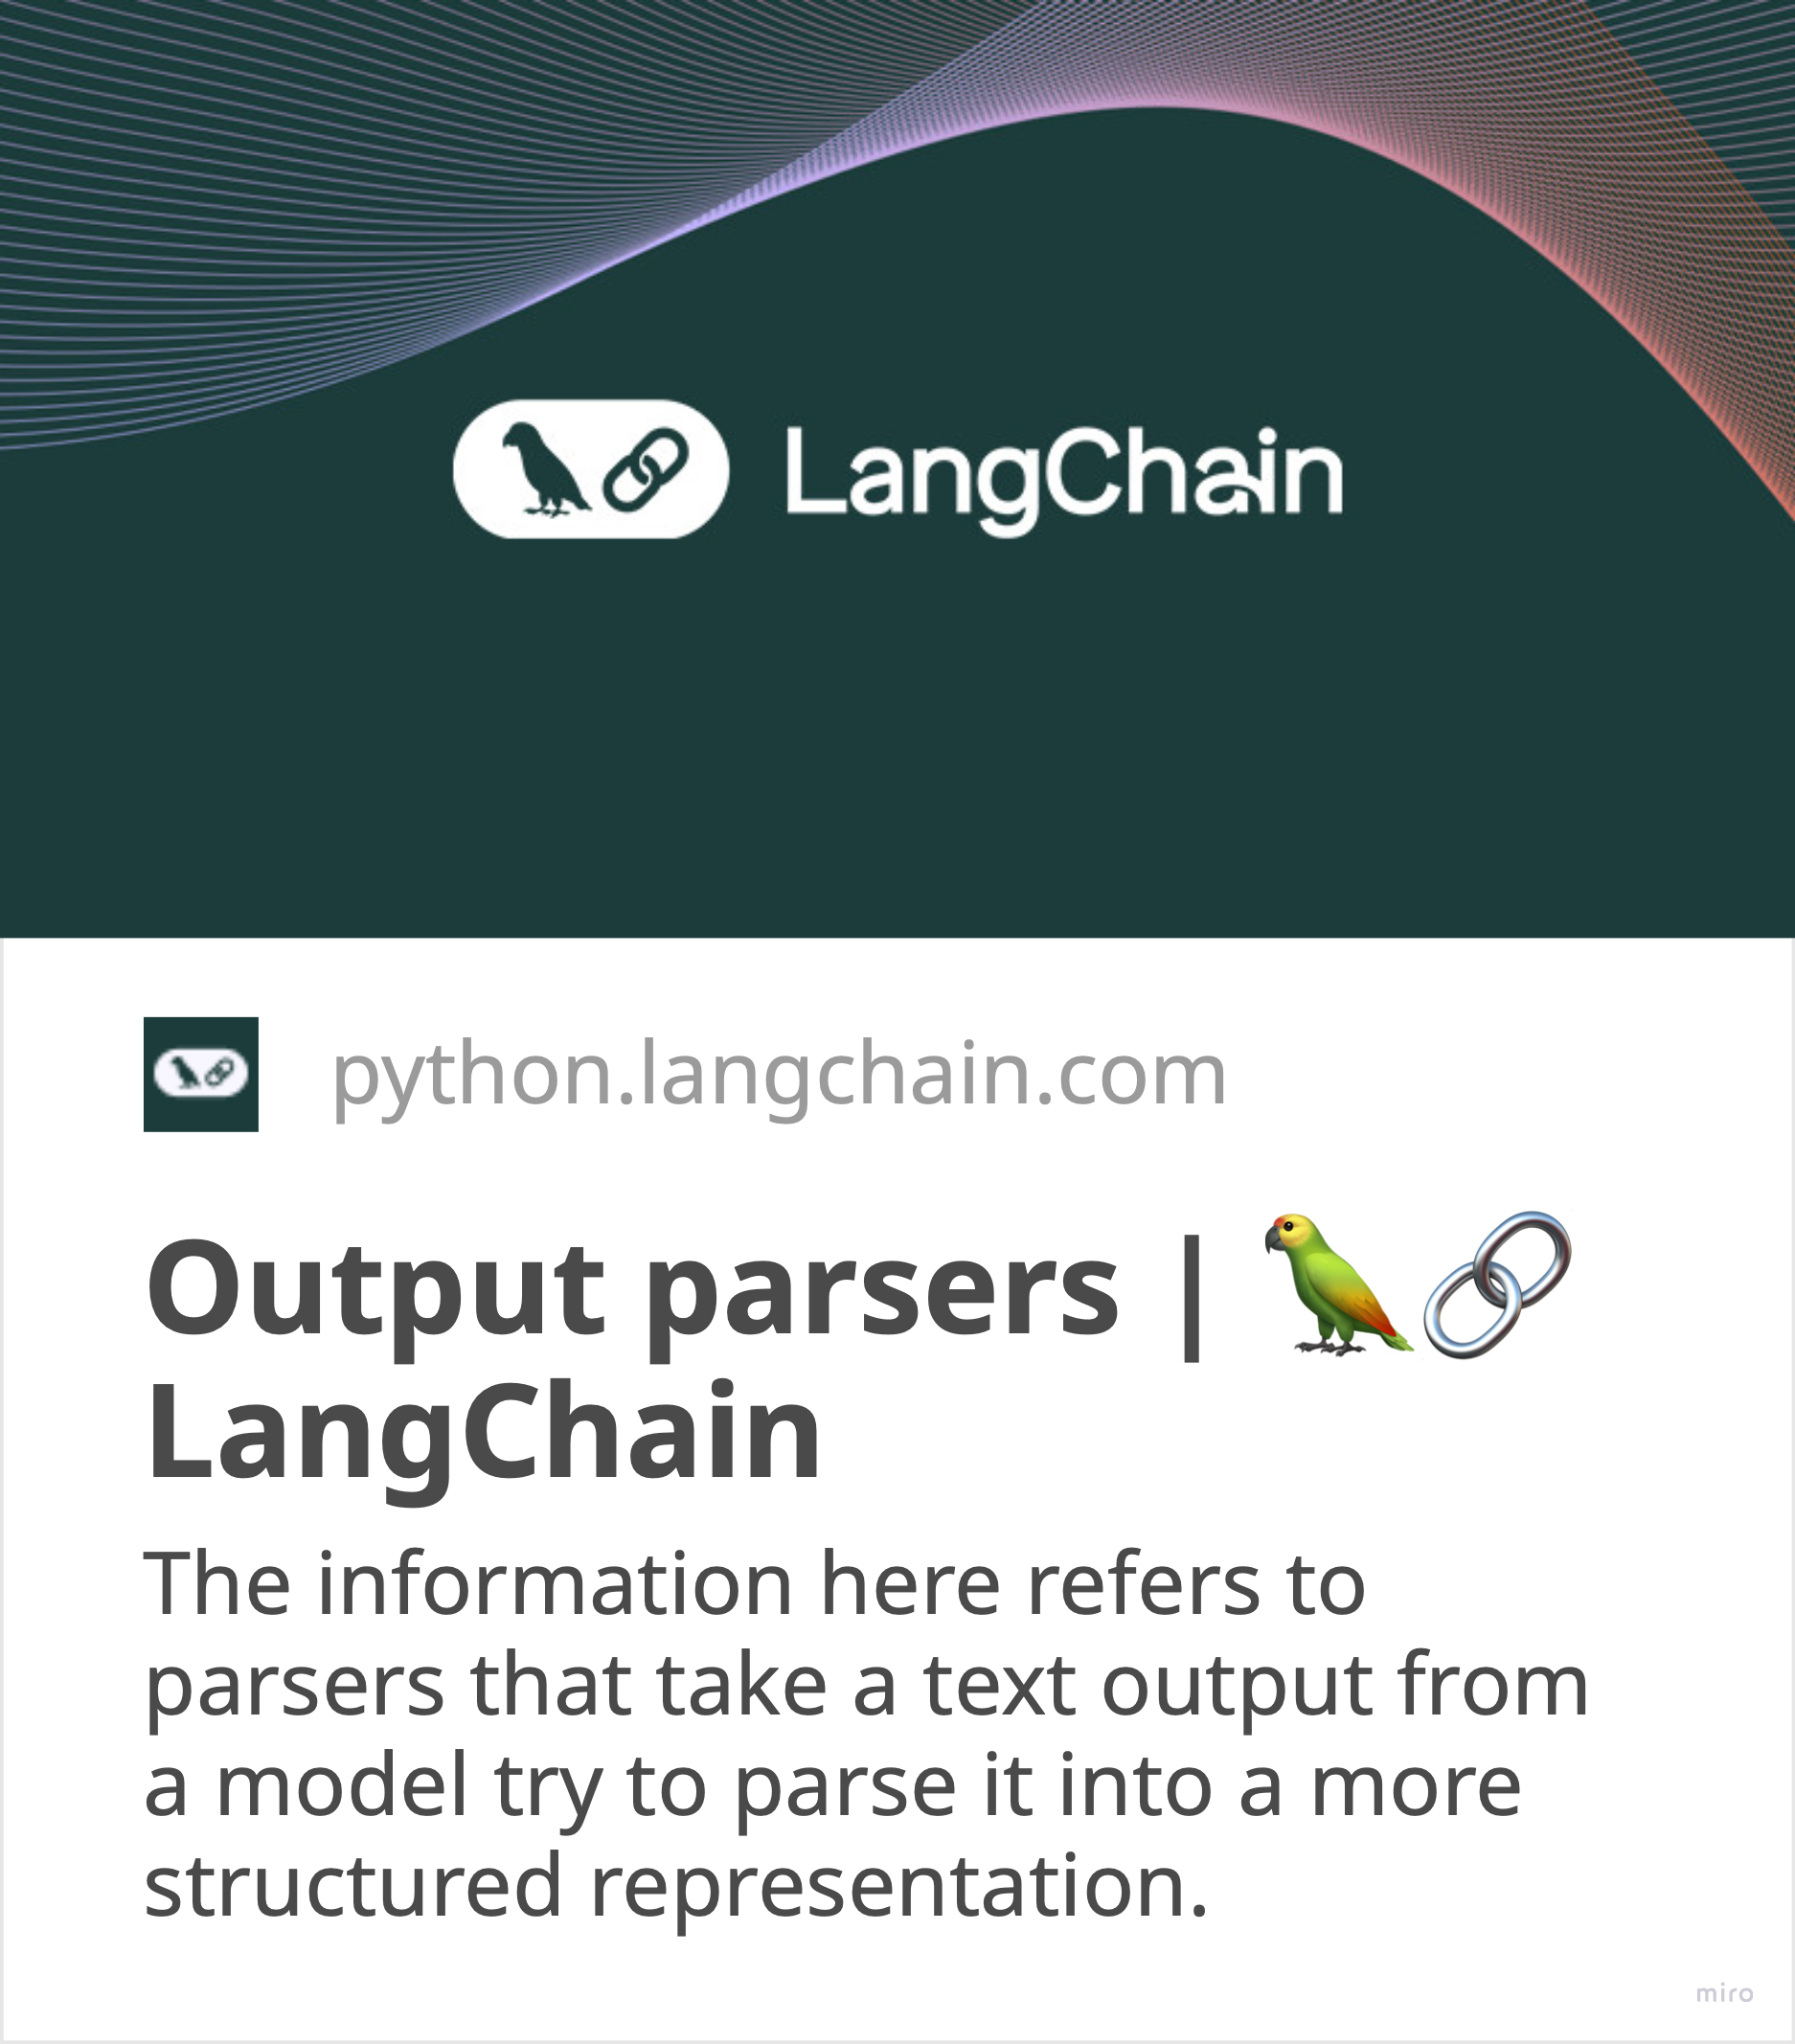 LangChain
python.langchain.com
Output parsers | 🦜🔗
LangChain
The information here refers to
parsers that take a text output from
a model try to parse it into a more
structured representation.
miro